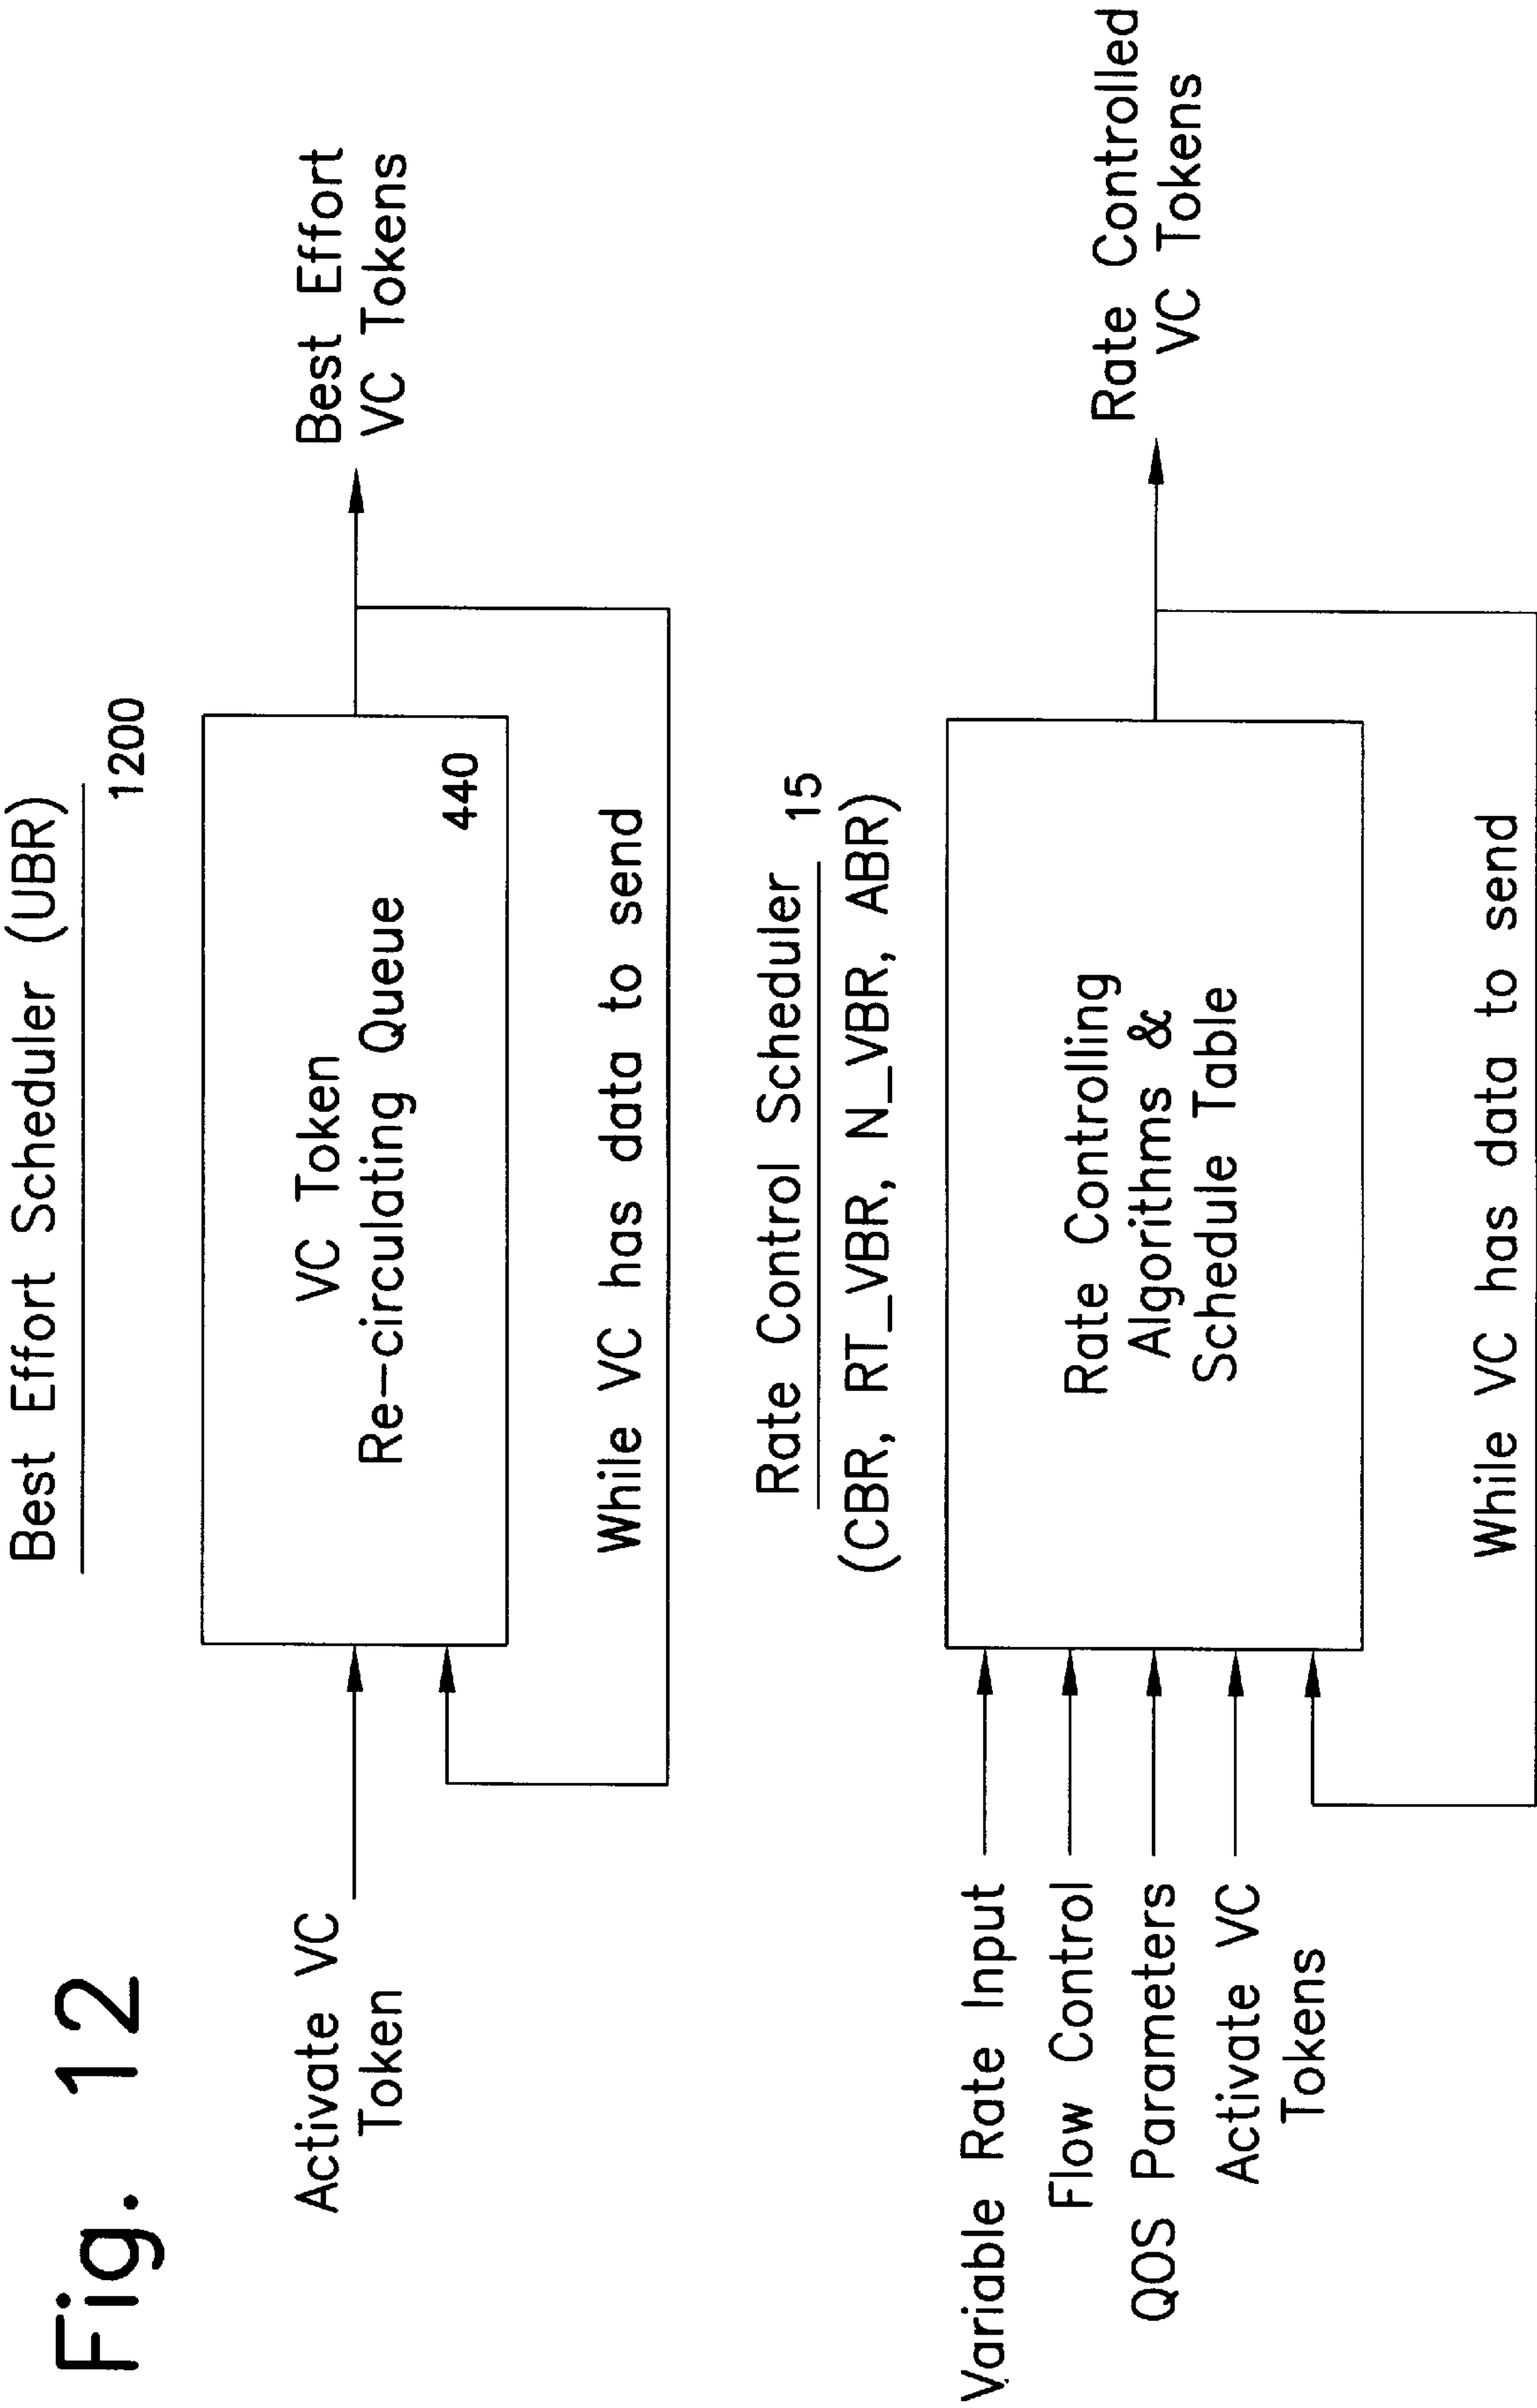 Fig. 12
Best Effort Scheduler (UBR)
1200
Activate VC
Token
VC Token
Re-circulating Queue
440
Best Effort
VC Tokens
While VC has data to send
Rate Control Scheduler 15
(CBR, RT_VBR, N_VBR, ABR)
Variable Rate Input
Flow Control
QOS Parameters
Activate VC
Tokens
Rate Controlling
Algorithms &
Schedule Table
Rate Controlled
VC Tokens
While VC has data to send